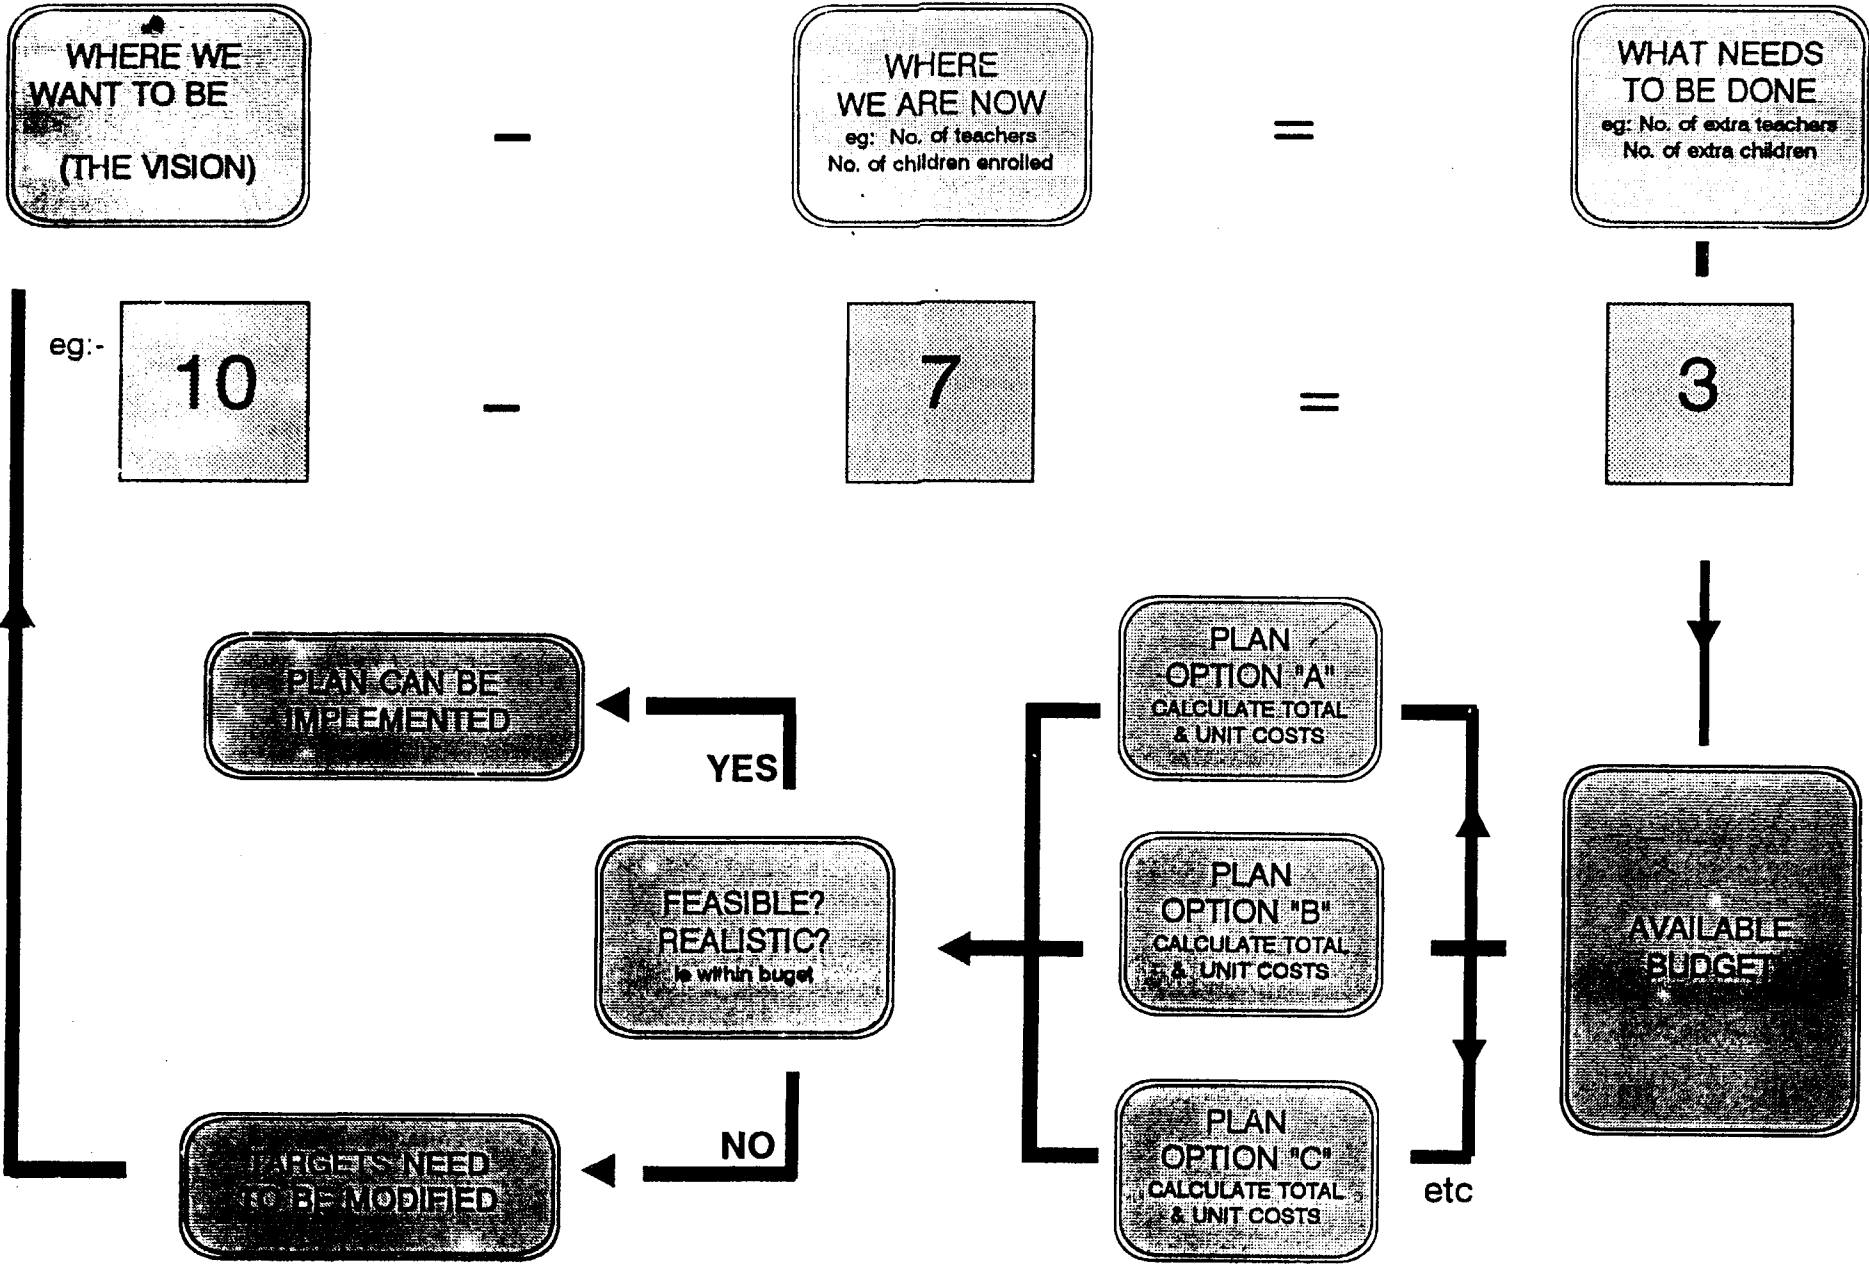 WHERE WE
WANT TO BE
(THE VISION)
-
WHERE
WE ARE NOW
eg: No. of teachers
No. of children enrolled
=
WHAT NEEDS
TO BE DONE
eg: No. of extra teachers
No. of extra children
eg:-
10
-
7
=
3
PLAN CAN BE
IMPLEMENTED
YES
FEASIBLE?
REALISTIC?
ie within buget
NO
TARGETS NEED
TO BE MODIFIED
PLAN
OPTION "A"
CALCULATE TOTAL
& UNIT COSTS
PLAN
OPTION "B"
CALCULATE TOTAL
& UNIT COSTS
PLAN
OPTION "C"
CALCULATE TOTAL
& UNIT COSTS
etc
AVAILABLE
BUDGET